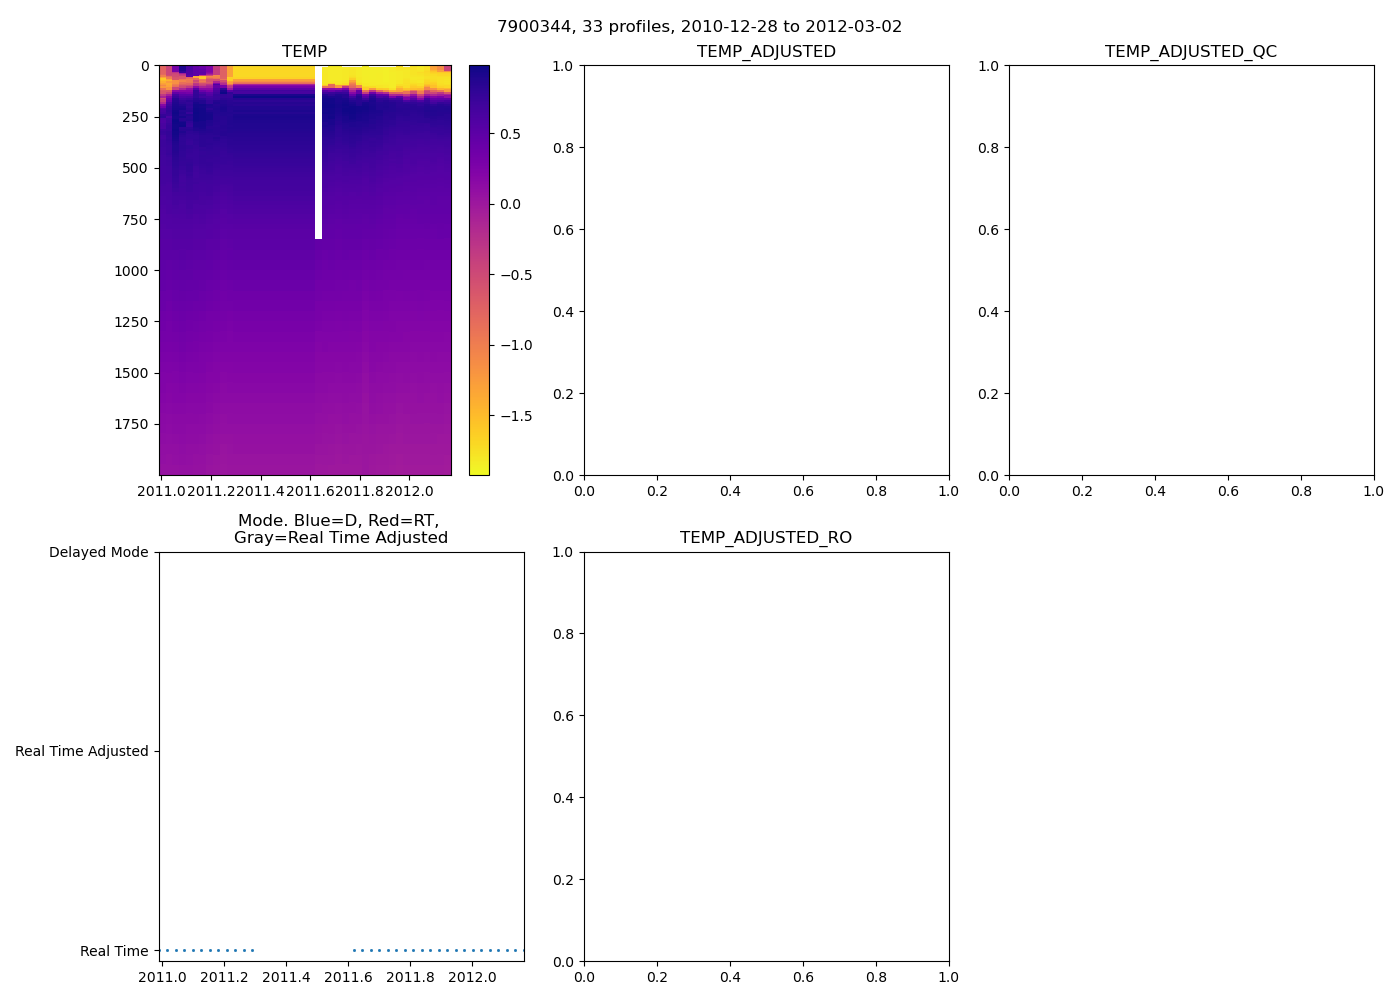 7900344, 33 profiles, 2010-12-28 to 2012-03-02
TEMP
0
250
500
750
1000
1250
1500
1750
2011.0 2011.2 2011.4 2011.6 2011.8 2012.0
0.5
0.0
−0.5
−1.0
−1.5
TEMP_ADJUSTED
1.0
0.8
0.6
0.4
0.2
0.0
0.0 0.2 0.4 0.6 0.8 1.0
TEMP_ADJUSTED_QC
1.0
0.8
0.6
0.4
0.2
0.0
0.0 0.2 0.4 0.6 0.8 1.0
Mode. Blue=D, Red=RT,
Gray=Real Time Adjusted
Delayed Mode
Real Time Adjusted
Real Time
2011.0 2011.2 2011.4 2011.6 2011.8 2012.0
TEMP_ADJUSTED_RO
1.0
0.8
0.6
0.4
0.2
0.0
0.0 0.2 0.4 0.6 0.8 1.0